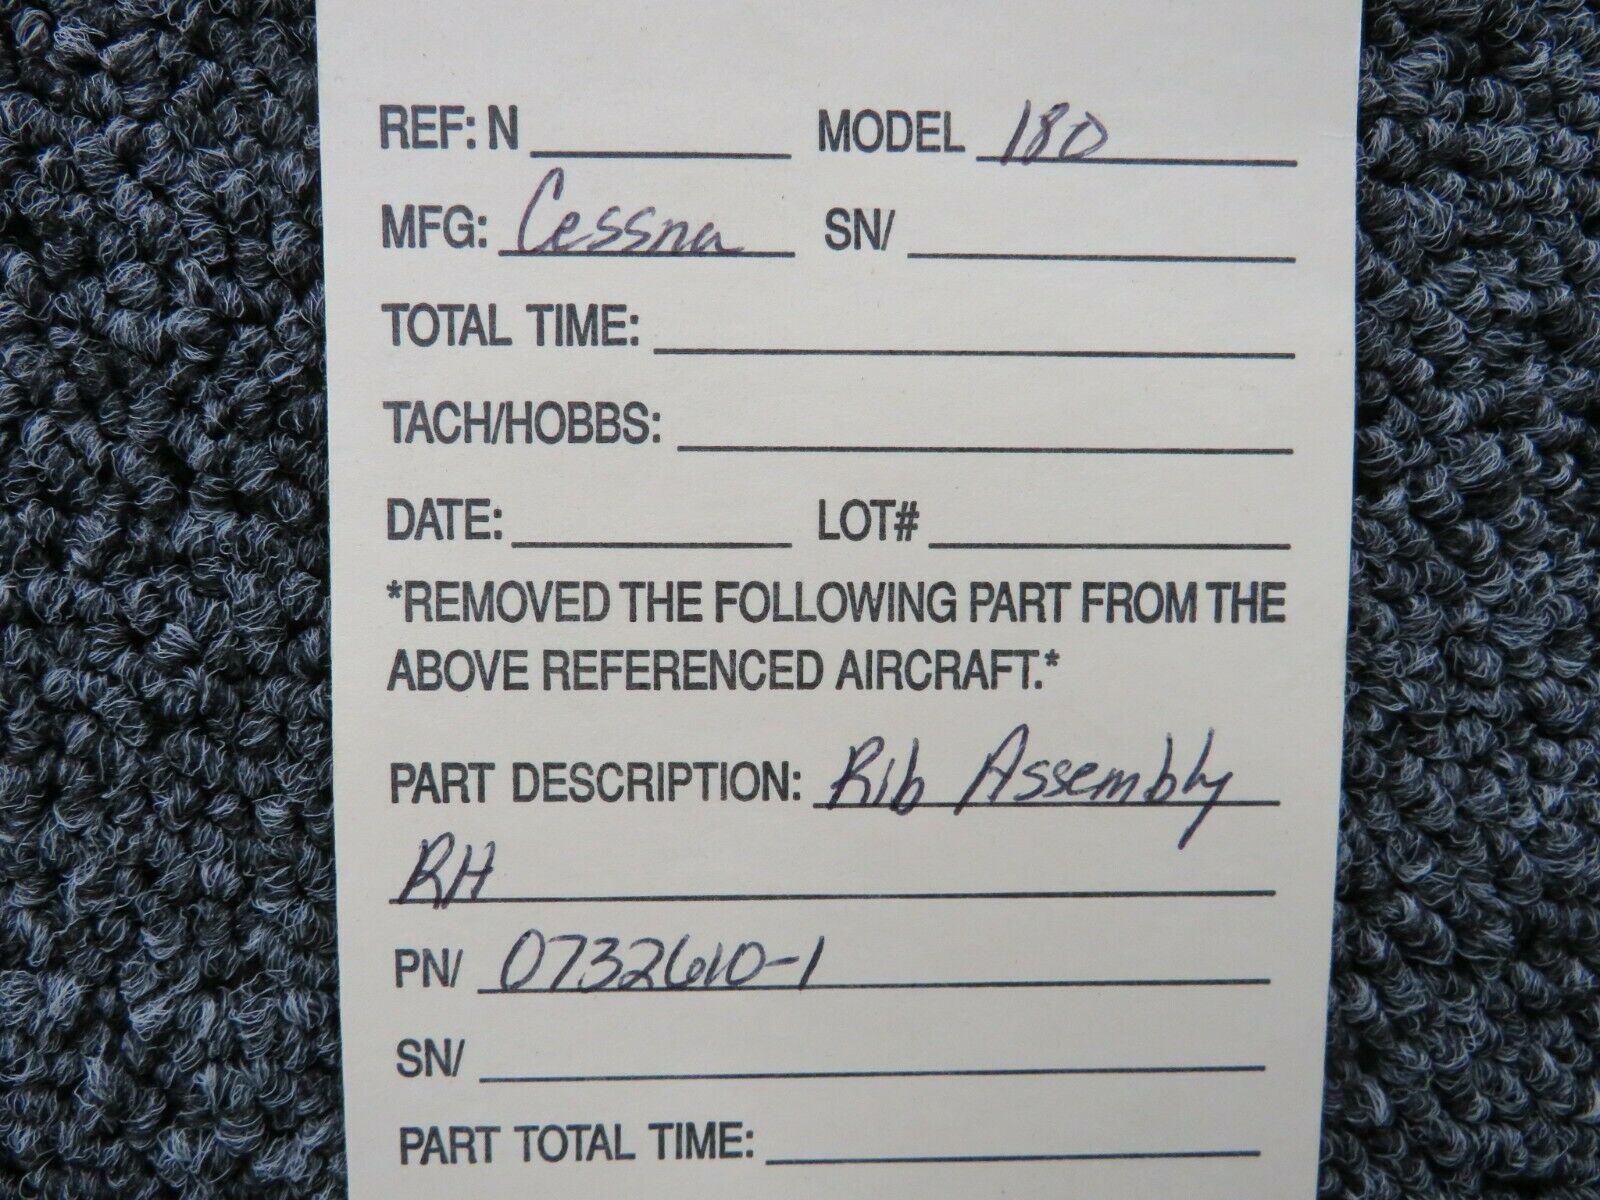 REF: N MODEL 180
MFG: Cessna SN/
TOTAL TIME:
TACH/HOBBS:
DATE: LOT#
*REMOVED THE FOLLOWING PART FROM THE
ABOVE REFERENCED AIRCRAFT.*
PART DESCRIPTION: Rib Assembly
RH
PN/ 0732610-1
SN/
PART TOTAL TIME: